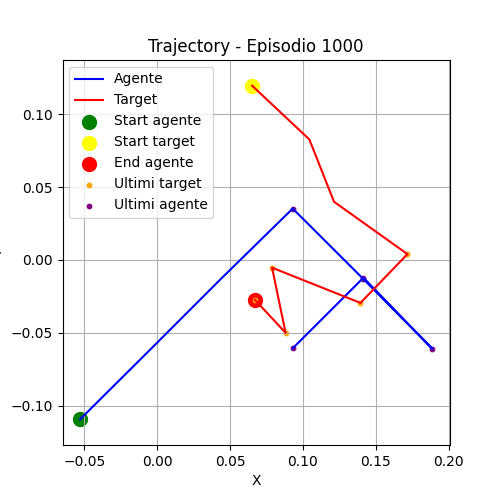 Trajectory - Episodio 1000
Agente
Target
Start agente
Start target
End agente
Ultimi target
Ultimi agente
0.10
0.05
0.00
−0.05
−0.10
−0.05 0.00 0.05 0.10 0.15 0.20
X